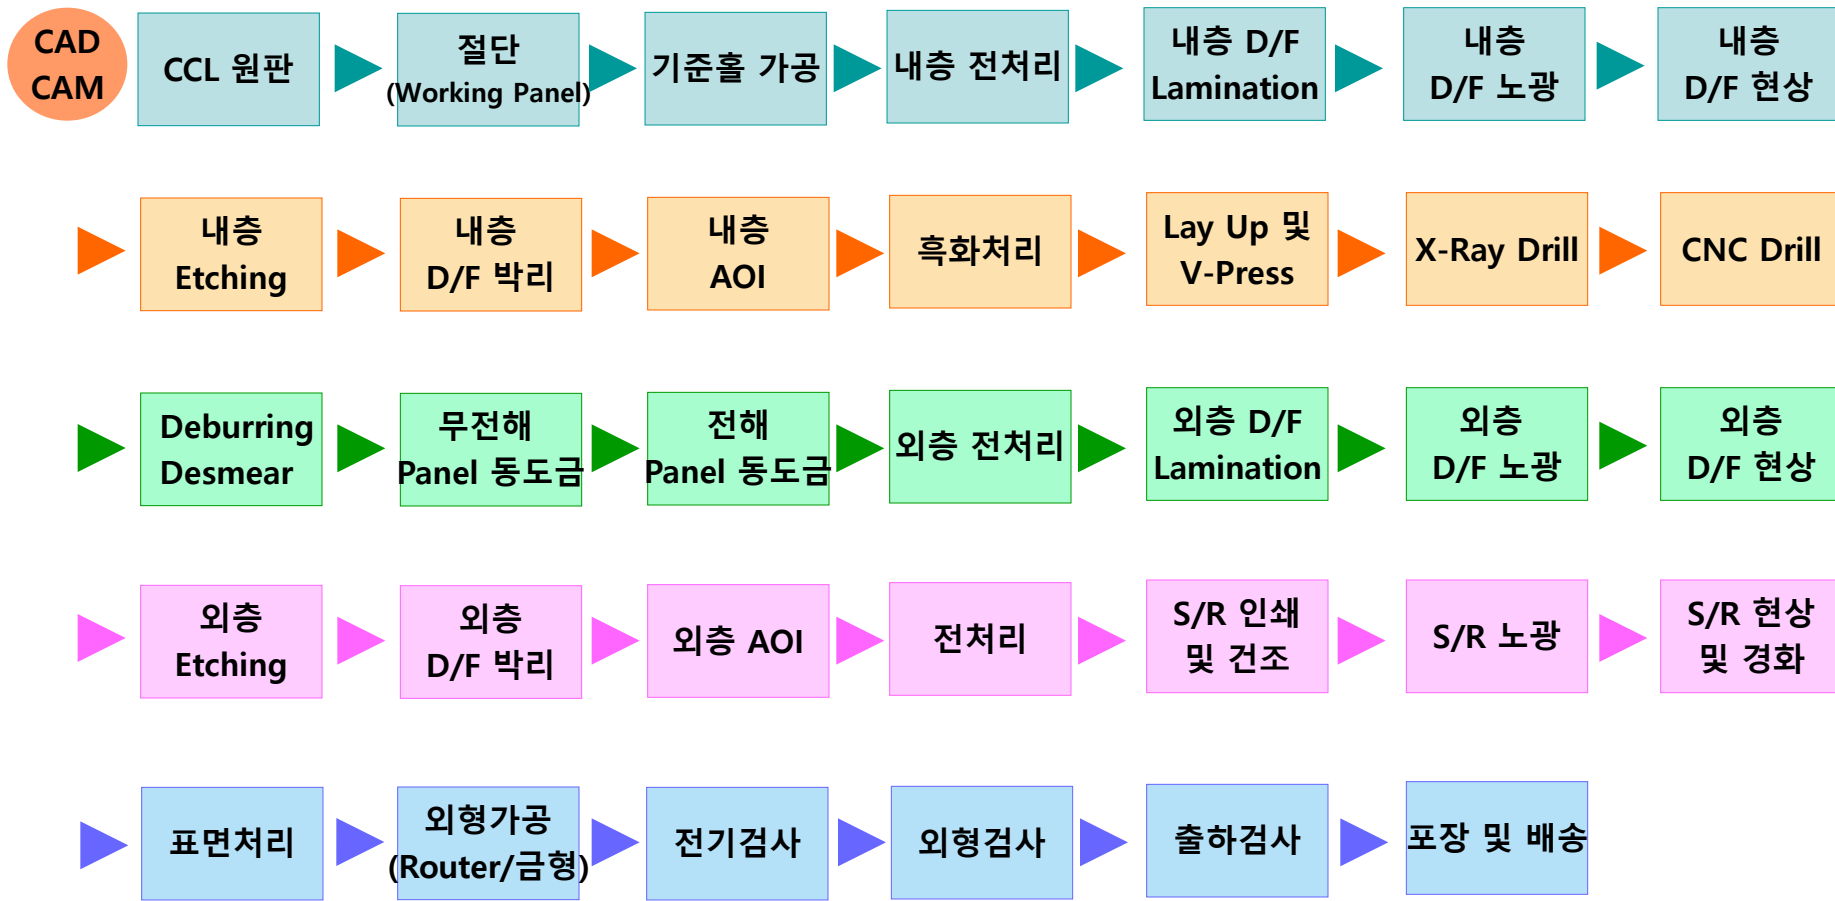 CAD
CAM
CCL 원판
절단
(Working Panel)
기준홀 가공
내층 전처리
내층 D/F
Lamination
내층
D/F 노광
내층
D/F 현상
내층
Etching
내층
D/F 박리
내층
AOI
흑화처리
Lay Up 및
V-Press
X-Ray Drill
CNC Drill
Deburring
Desmear
무전해
Panel 동도금
전해
Panel 동도금
외층 전처리
외층 D/F
Lamination
외층
D/F 노광
외층
D/F 현상
외층
Etching
외층
D/F 박리
외층 AOI
전처리
S/R 인쇄
및 건조
S/R 노광
S/R 현상
및 경화
표면처리
외형가공
(Router/금형)
전기검사
외형검사
출하검사
포장 및 배송